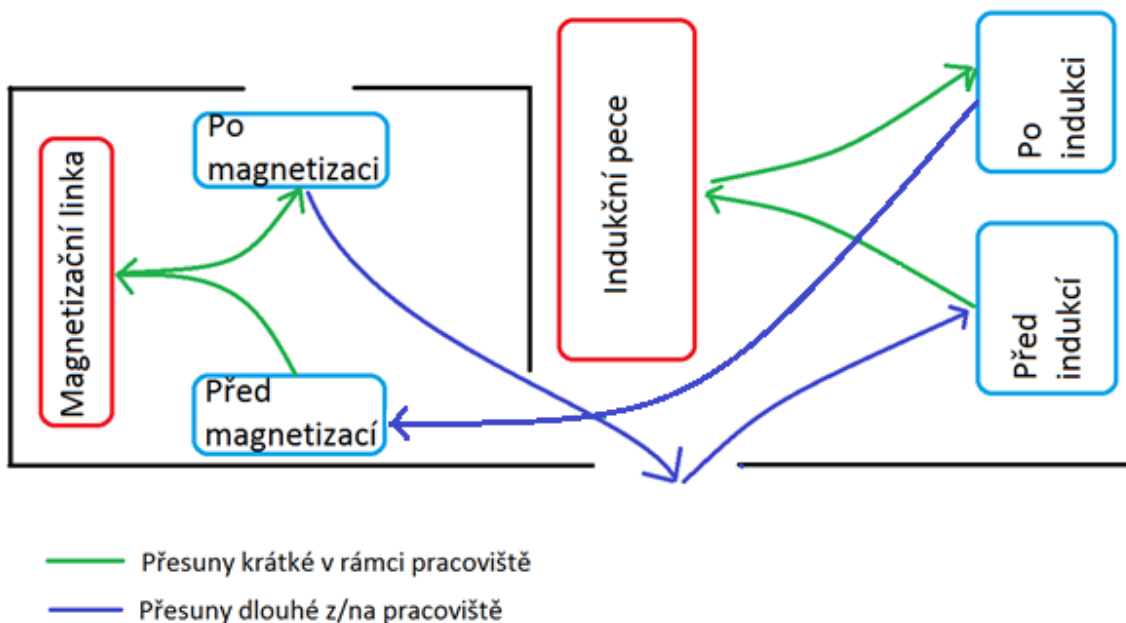 Magnetizační linka
Po
magnetizaci
Před
magnetizací
Indukční pece
Po
indukci
Před
indukcí
Přesuny krátké v rámci pracoviště
Přesuny dlouhé z/na pracoviště